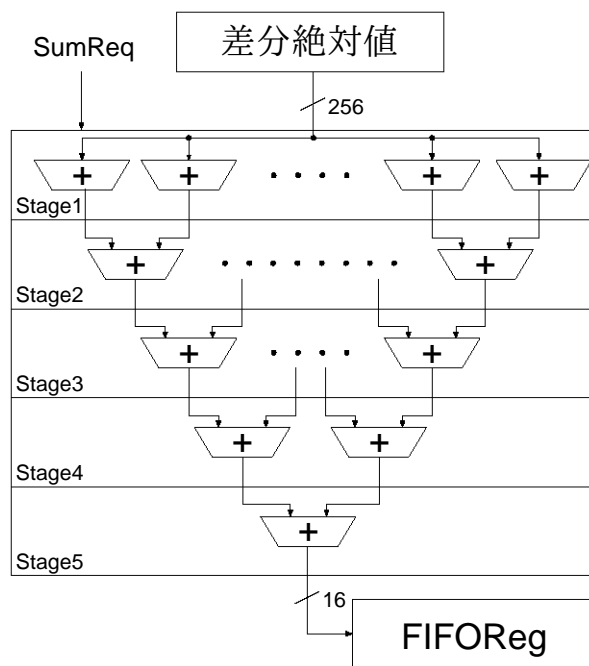 SumReq
差分絶対値
256
+ + ・・・・ + +
Stage1
+ ・・・・・・・・ +
Stage2
+ ・・・・ +
Stage3
+ +
Stage4
+
Stage5
16
FIFOReg